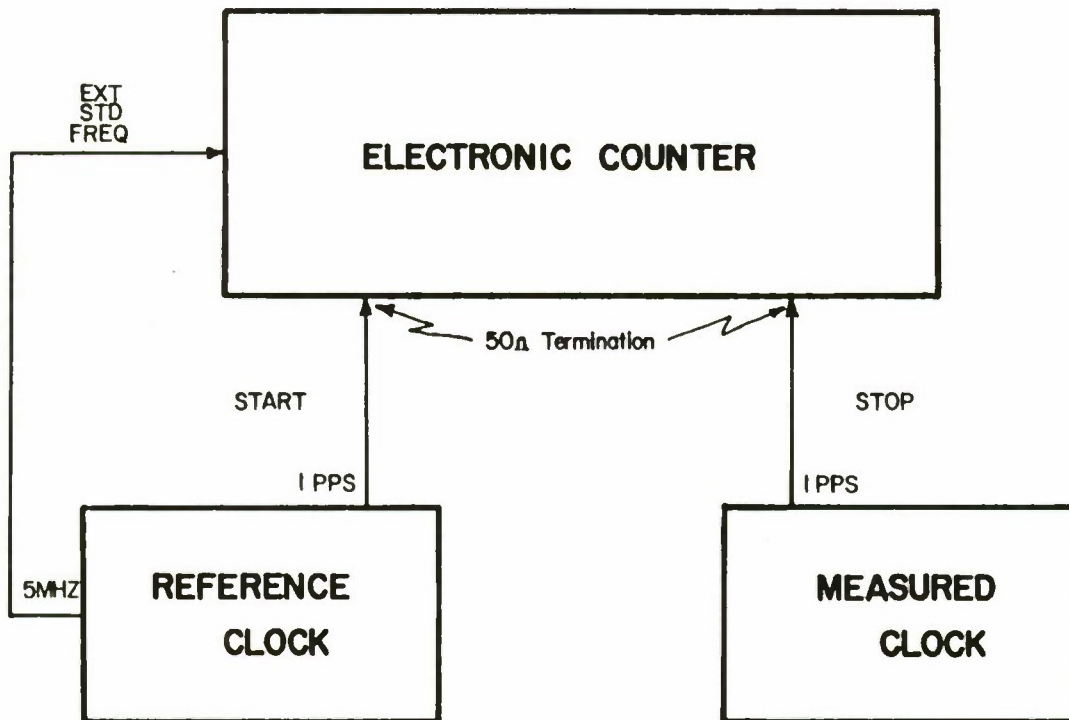 EXT
STD
FREQ
ELECTRONIC COUNTER
50Ω Termination
START
STOP
1 PPS
1 PPS
5MHZ
REFERENCE
CLOCK
MEASURED
CLOCK